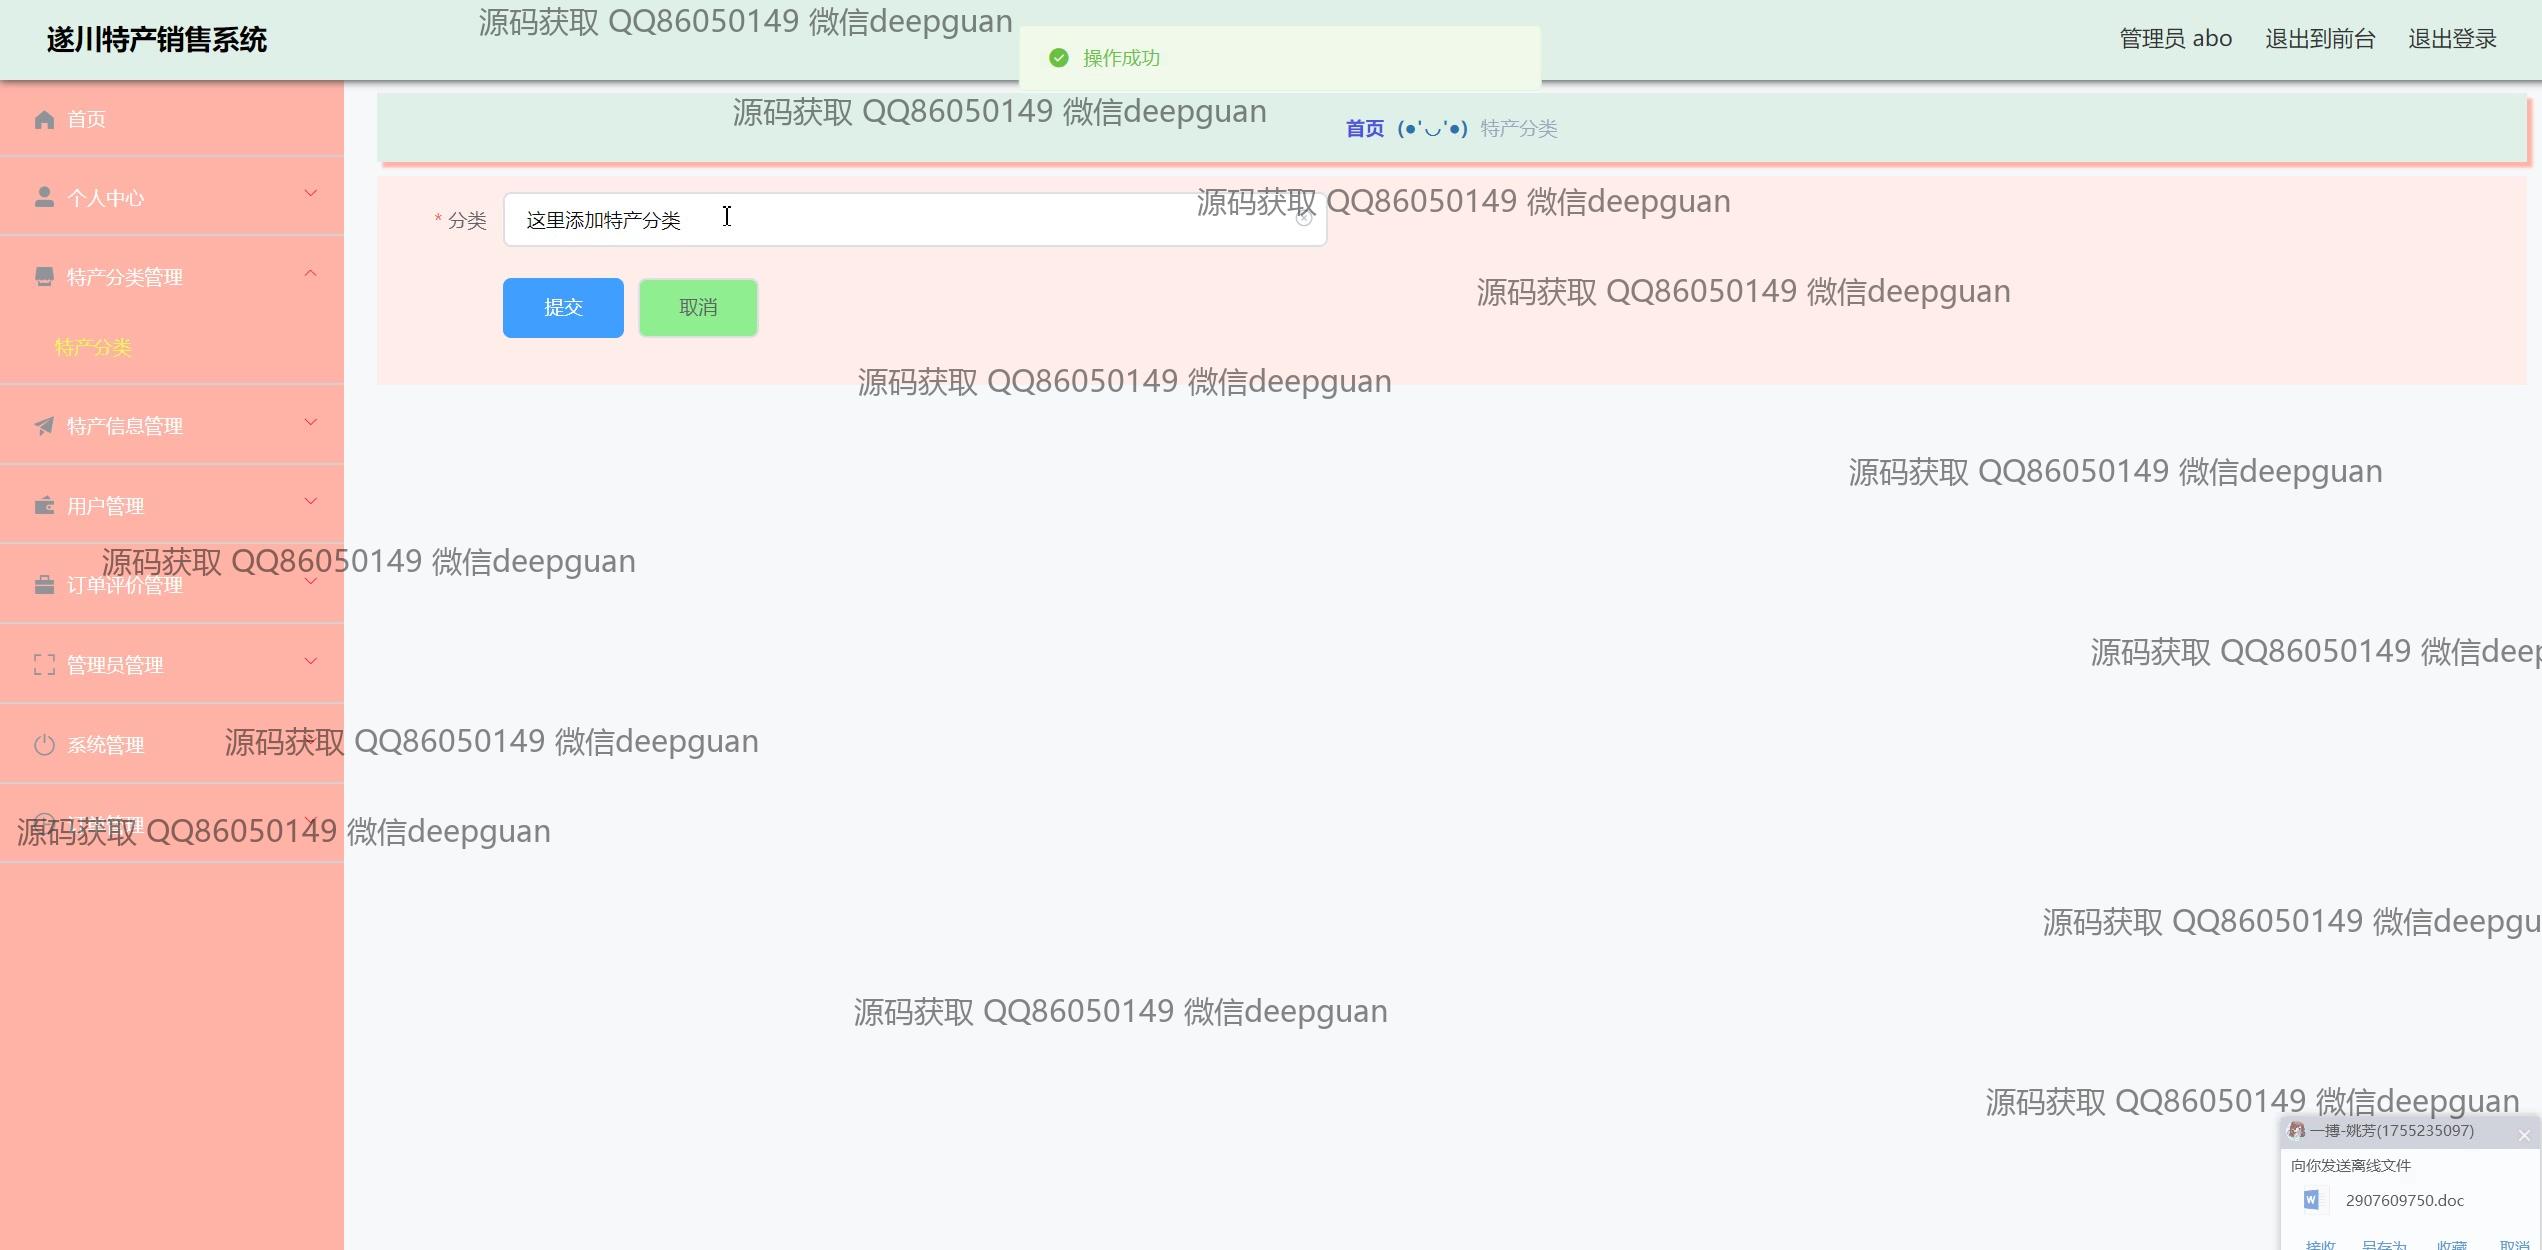 遂川特产销售系统
源码获取 QQ86050149 微信deepguan
操作成功
管理员 abo
退出到前台
退出登录
首页
源码获取 QQ86050149 微信deepguan
首页 (●'◡'●) 特产分类
个人中心
* 分类
这里添加特产分类
源码获取 QQ86050149 微信deepguan
特产分类管理
提交
取消
源码获取 QQ86050149 微信deepguan
特产分类
源码获取 QQ86050149 微信deepguan
特产信息管理
源码获取 QQ86050149 微信deepguan
用户管理
源码获取 QQ86050149 微信deepguan
订单评价管理
源码获取 QQ86050149 微信deep
管理员管理
系统管理
源码获取 QQ86050149 微信deepguan
订单管理
源码获取 QQ86050149 微信deepguan
源码获取 QQ86050149 微信deepgu
源码获取 QQ86050149 微信deepguan
源码获取 QQ86050149 微信deepguan
一搏-姚芳(1755235097)
向你发送离线文件
2907609750.doc
接收 另存为 收藏 取消